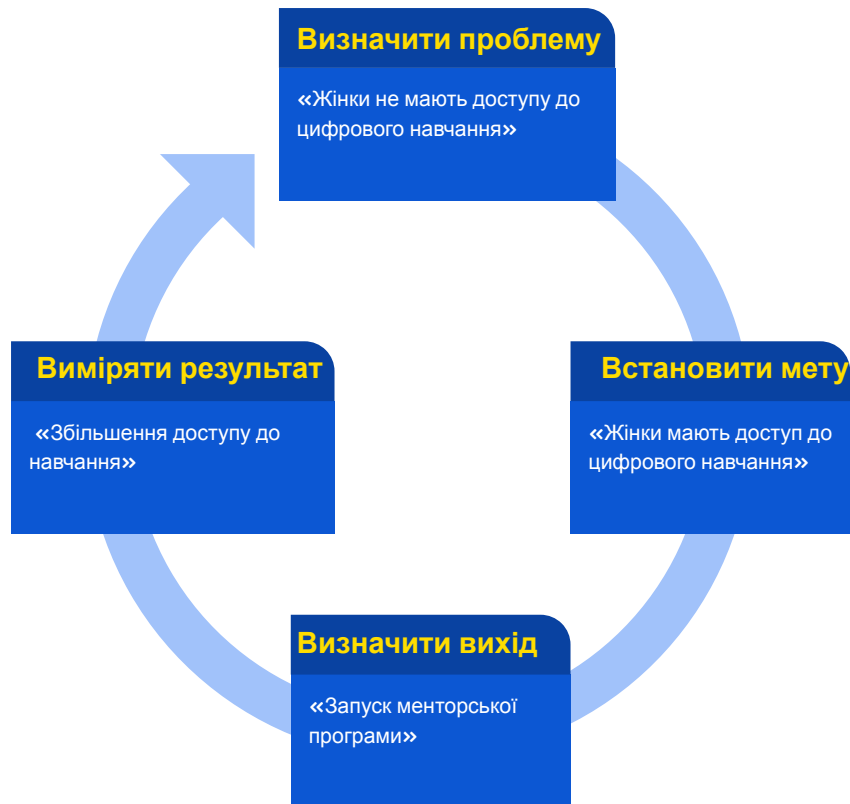 Визначити проблему
«Жінки не мають доступу до
цифрового навчання»
Встановити мету
«Жінки мають доступ до
цифрового навчання»
Визначити вихід
«Запуск менторської
програми»
Виміряти результат
«Збільшення доступу до
навчання»